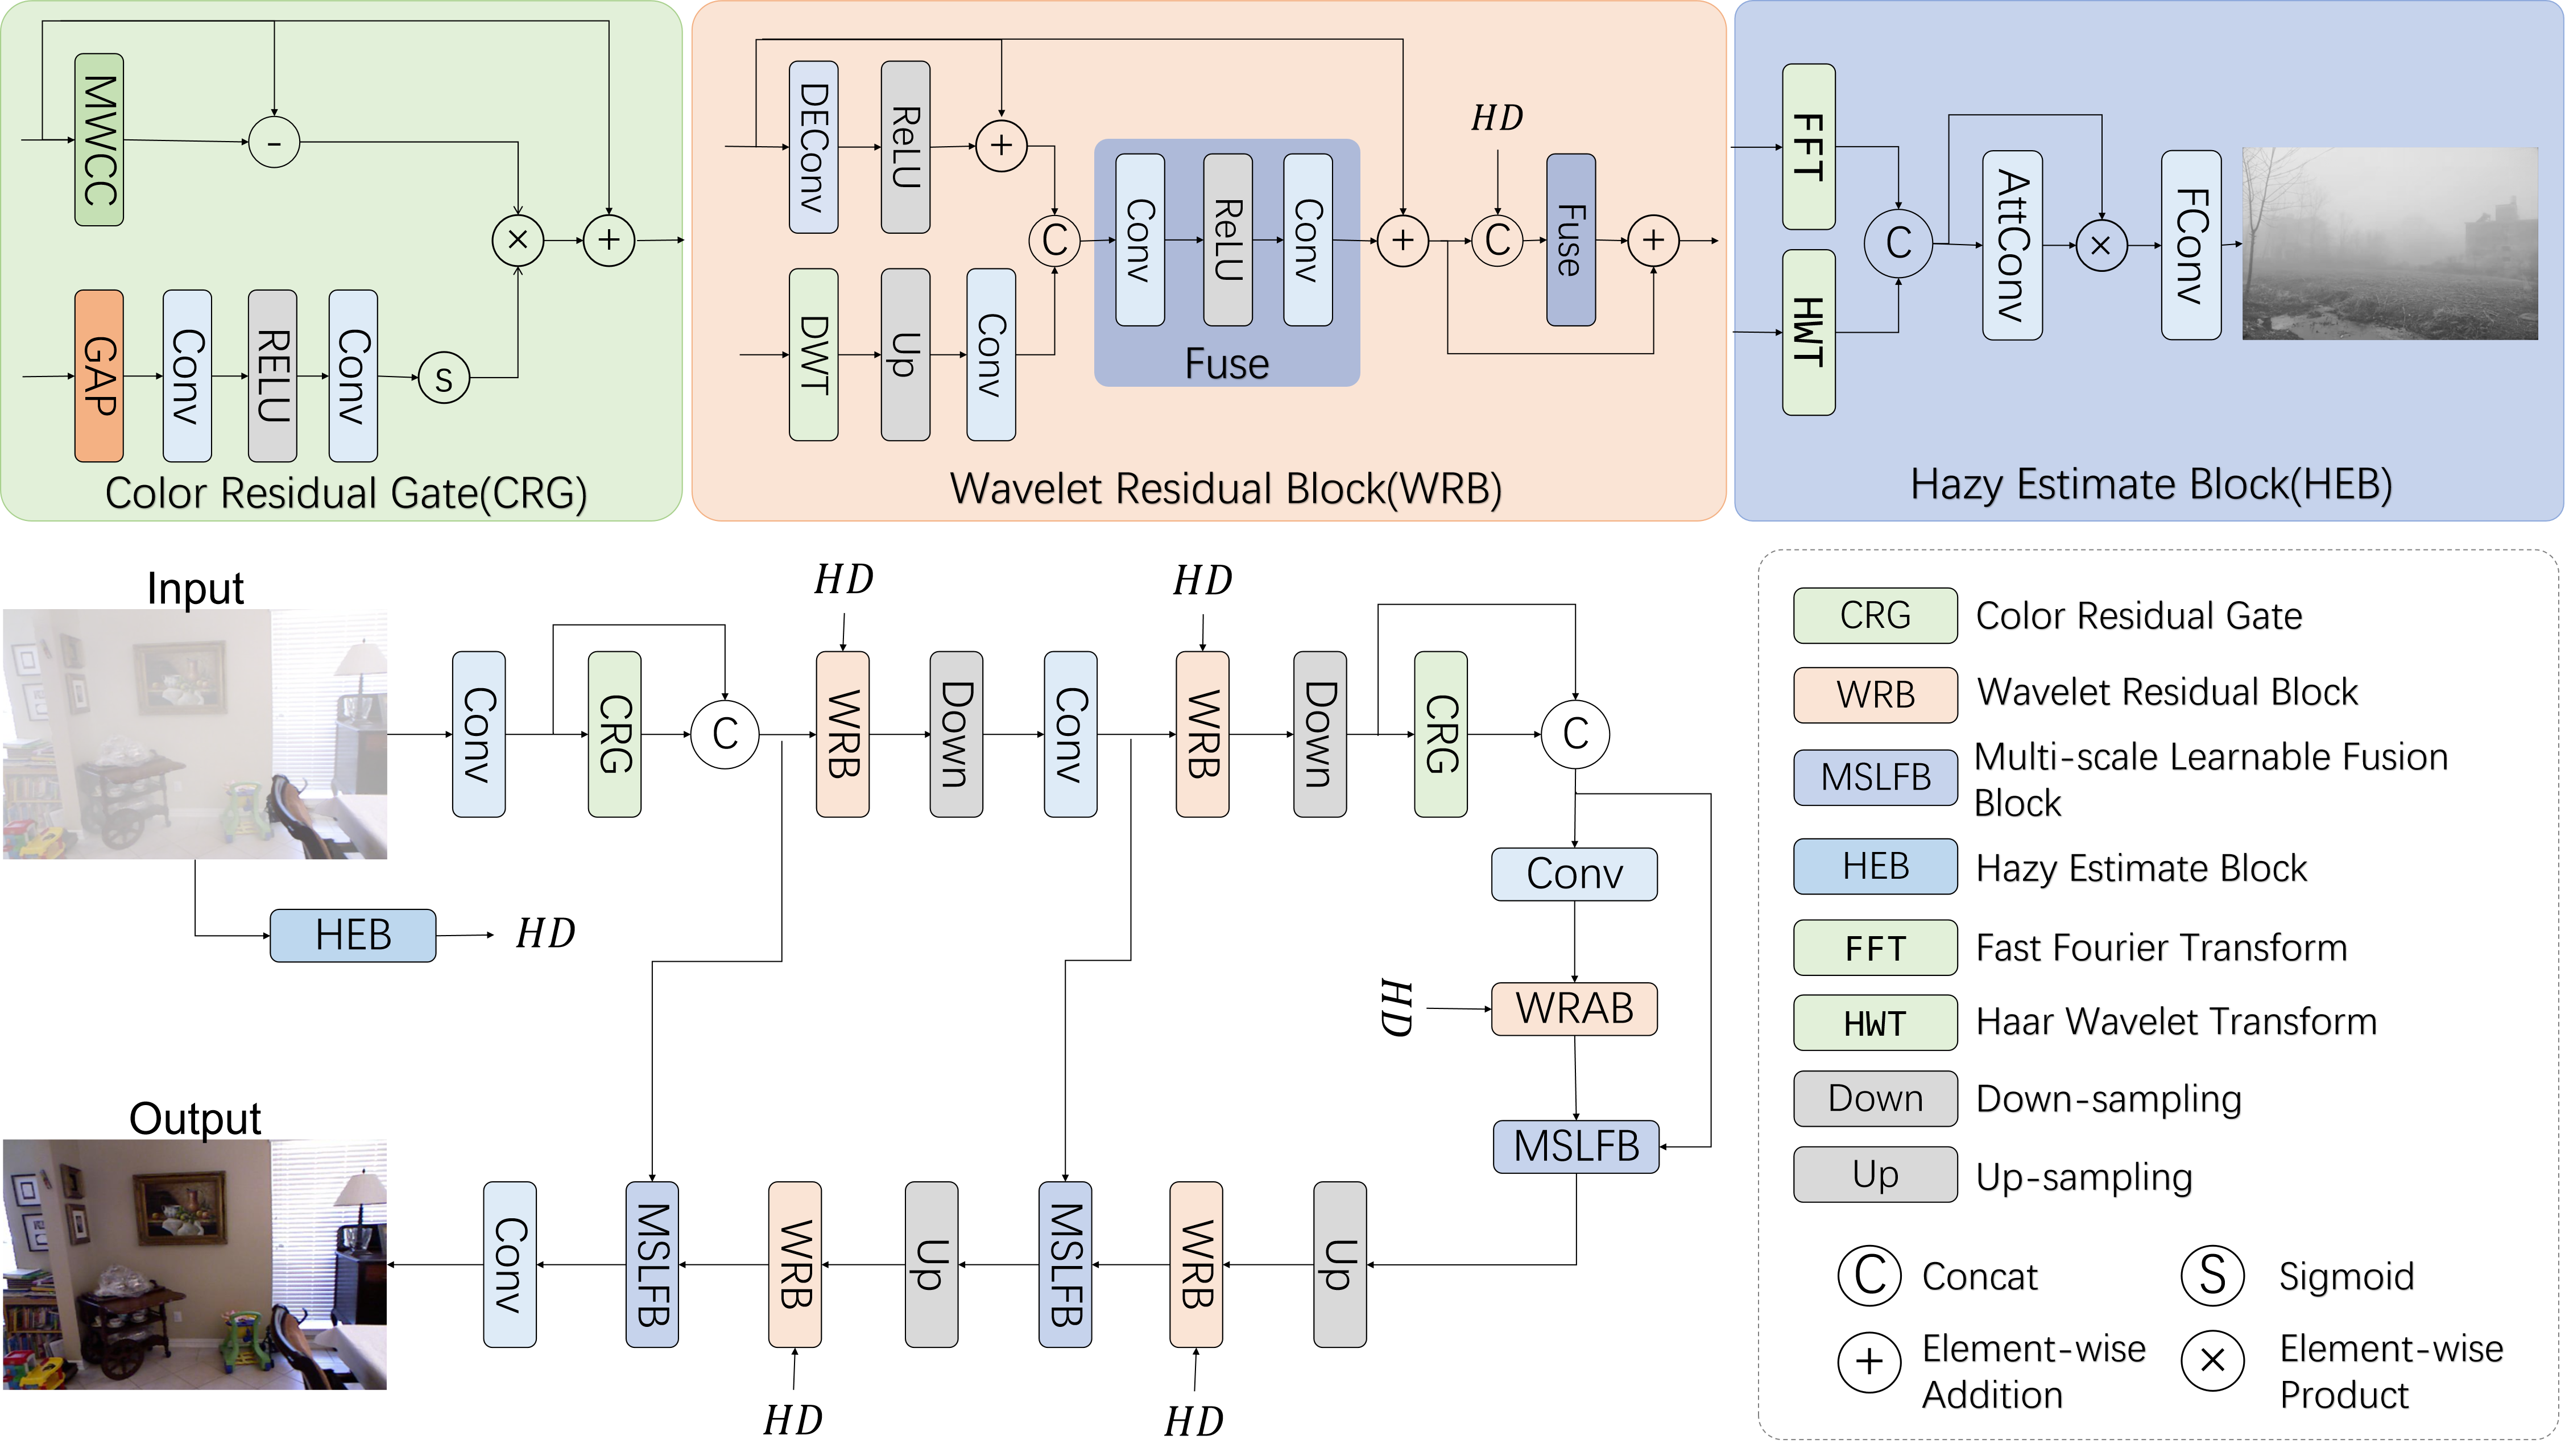 MWCC
-
×
+
GAP
Conv
RELU
Conv
S
Color Residual Gate(CRG)
DEConv
ReLU
+
DWT
Up
Conv
C
Conv
ReLU
Conv
Fuse
+
HD
C
Fuse
+
Wavelet Residual Block(WRB)
FFT
HWT
C
AttConv
×
FConv
Hazy Estimate Block(HEB)
Input
Conv
CRG
C
HD
WRB
Down
Conv
HD
WRB
Down
CRG
C
HEB
HD
Conv
HD
WRAB
MSLFB
Output
Conv
MSLFB
WRB
HD
Up
MSLFB
WRB
HD
Up
CRG Color Residual Gate
WRB Wavelet Residual Block
MSLFB Multi-scale Learnable Fusion
Block
HEB Hazy Estimate Block
FFT Fast Fourier Transform
HWT Haar Wavelet Transform
Down Down-sampling
Up Up-sampling
C Concat
S Sigmoid
+ Element-wise
Addition
× Element-wise
Product